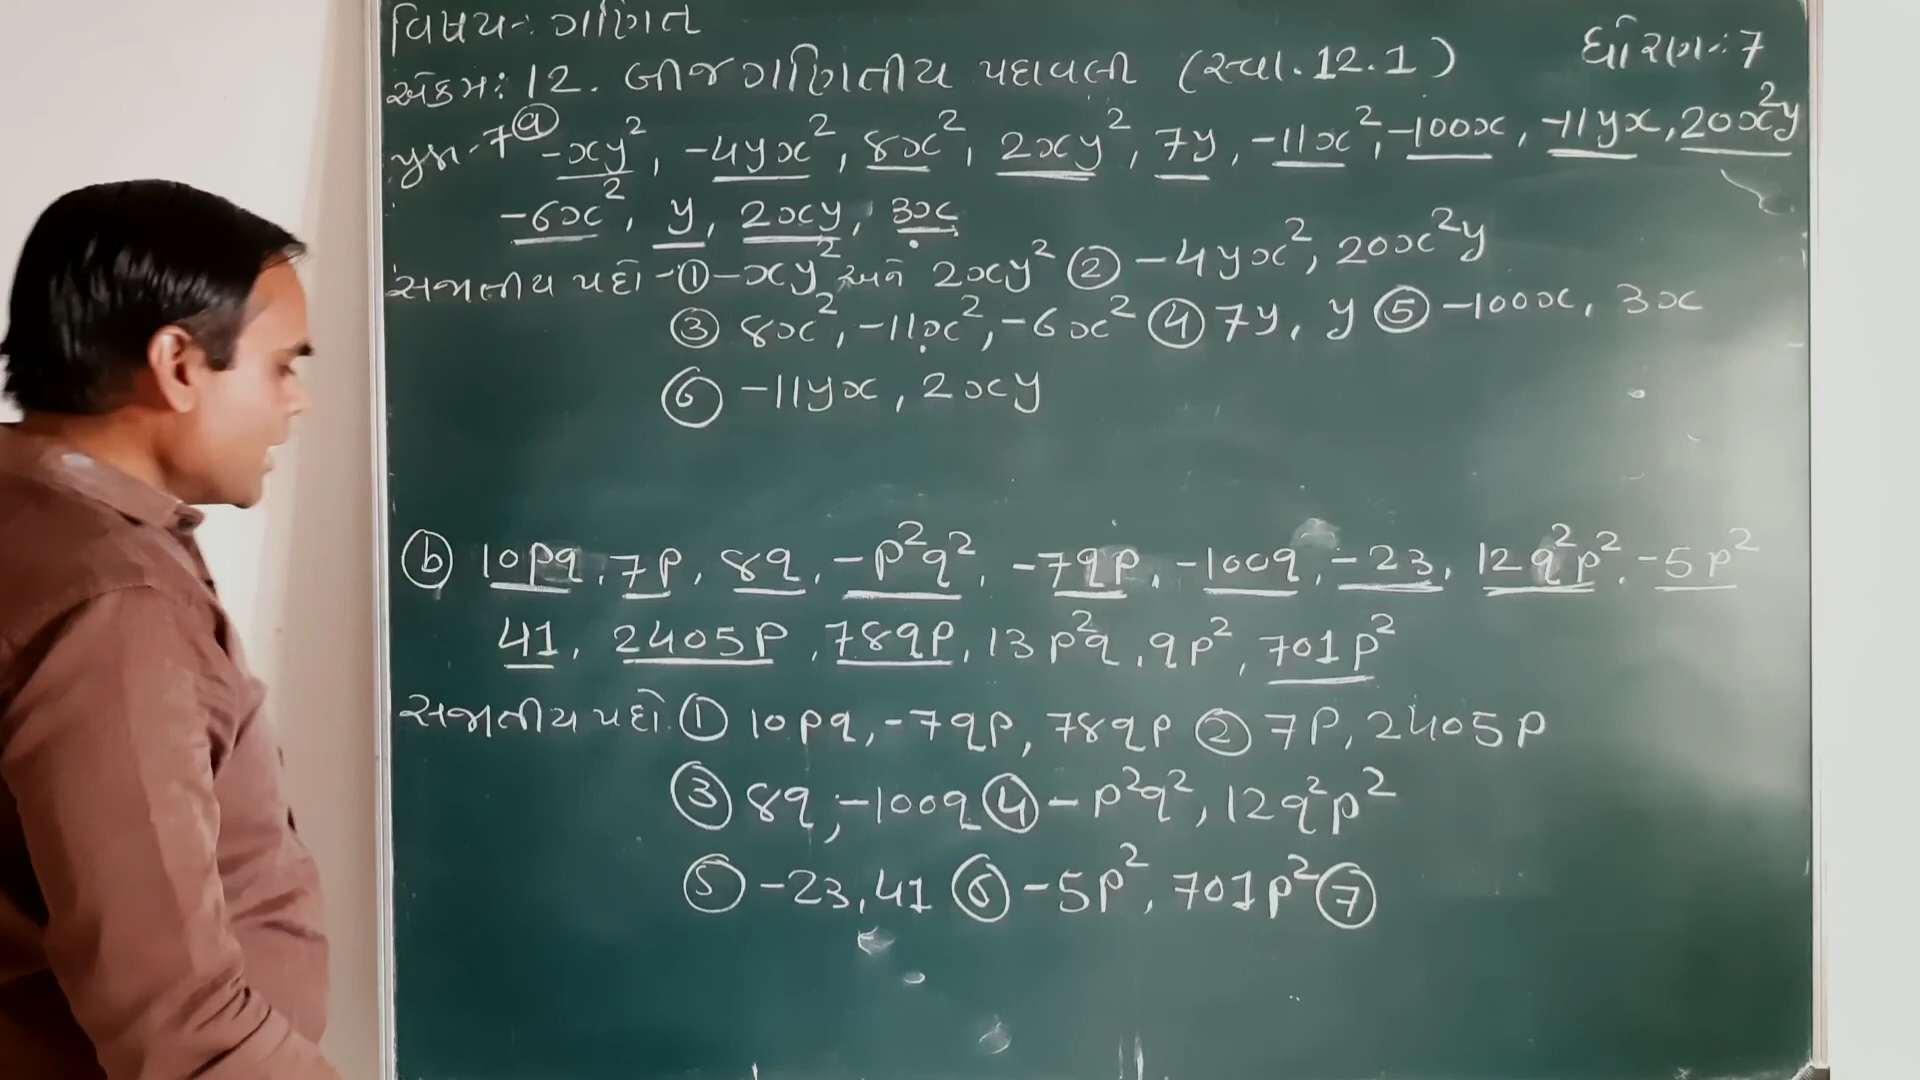 વિષય:- ગણિત
ધોરણ:- 7
એકમ: 12. બીજગણિતીય પદાવલી (સ્વા. 12.1)
પ્રશ્ન-7 ⓐ -xy², -4yx², 8x², 2xy², 7y, -11x², -100x, -11yx, 20x²y
-6x², y, 2xy, 3x
સજાતીય પદો - ① -xy² અને 2xy² ② -4yx², 20x²y
③ 8x², -11x², -6x² ④ 7y, y ⑤ -100x, 3x
⑥ -11yx, 2xy
ⓑ 10pq, 7p, 8q, -p²q², -7qp, -100q, -23, 12q²p², -5p²
41, 2405p, 78qp, 13p²q, qp², 701p²
સજાતીય પદો ① 10pq, -7qp, 78qp ② 7p, 2405p
③ 8q, -100q ④ -p²q², 12q²p²
⑤ -23, 41 ⑥ -5p², 701p² ⑦